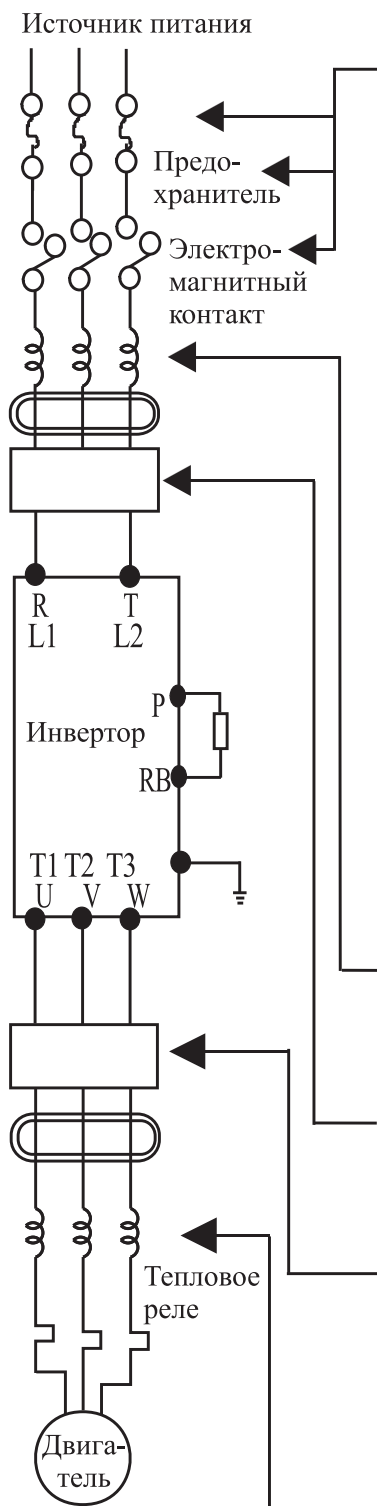 Источник питания
Предо-
хранитель
Электро-
магнитный
контакт
R T
L1 L2
P
Инвертор
RB
T1 T2 T3
U V W
Тепловое
реле
Двига-
тель